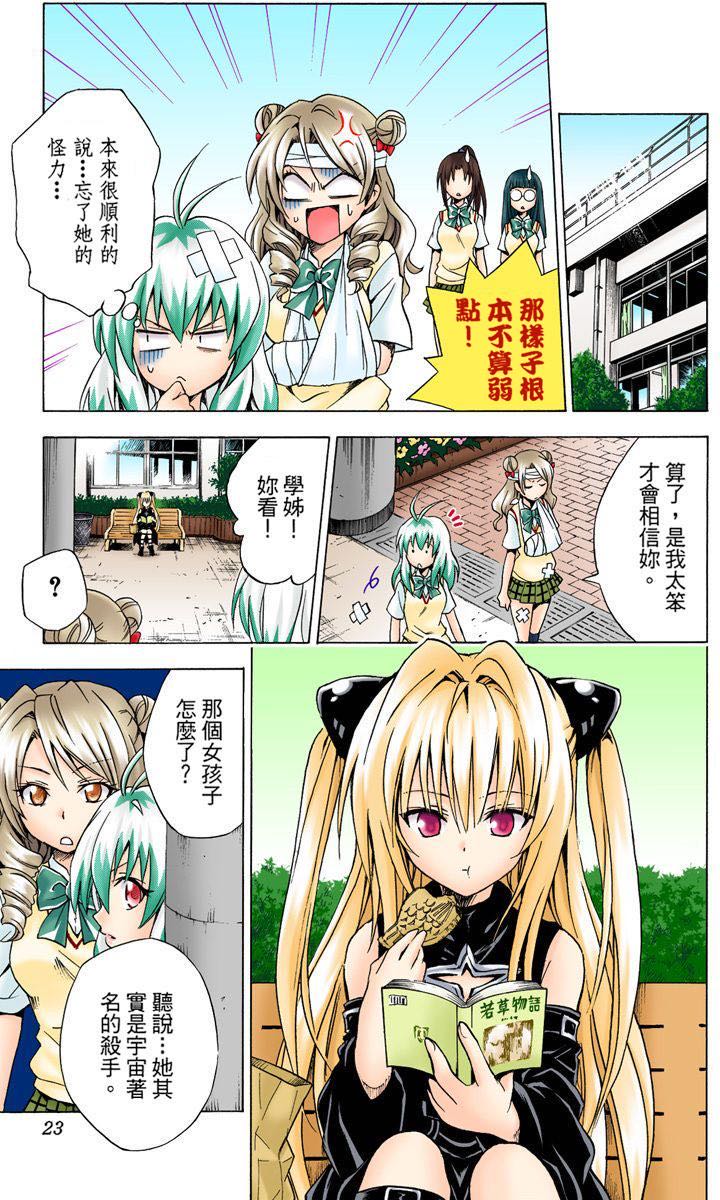 那樣子根
本不算弱
點！
本來很順利的
說…忘了她的
怪力…
算了，是我太笨
才會相信妳。
學姊！
妳看！
？
若草物語
那個女孩子
怎麼了？
聽說…她其
實是宇宙著
名的殺手。
23